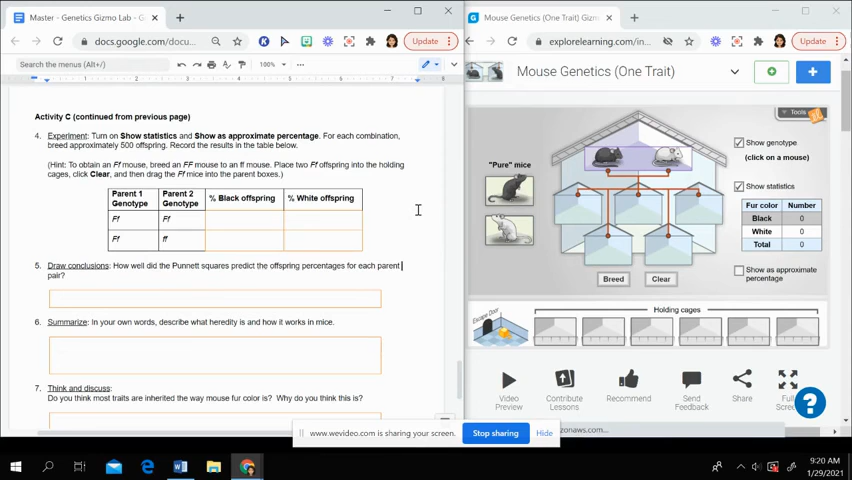 Master - Genetics Gizmo Lab -
Mouse Genetics (One Trait) Gizm
docs.google.com/docu...
Update
explorelearning.com/in
Update
Search the menus (Alt+/)
100%
Mouse Genetics (One Trait)
Activity C (continued from previous page)
4. Experiment: Turn on Show statistics and Show as approximate percentage. For each combination,
breed approximately 500 offspring. Record the results in the table below.
(Hint: To obtain an Ff mouse, breed an FF mouse to an ff mouse. Place two Ff offspring into the holding
cages, click Clear, and then drag the Ff mice into the parent boxes.)
Parent 1 Genotype
Parent 2 Genotype
% Black offspring
% White offspring
Ff Ff
Ff ff
5. Draw conclusions: How well did the Punnett squares predict the offspring percentages for each parent
pair?
6. Summarize: In your own words, describe what heredity is and how it works in mice.
7. Think and discuss:
Do you think most traits are inherited the way mouse fur color is? Why do you think this is?
Tools
"Pure" mice
Show genotype
(click on a mouse)
Show statistics
Fur color Number
Black 0
White 0
Total 0
Show as approximate
percentage
Breed
Clear
Escape Door
Holding cages
Video
Preview
Contribute
Lessons
Recommend
Send
Feedback
Share
Full
?
www.wevideo.com is sharing your screen.
Stop sharing
Hide
zonaws.com...
9:20 AM
1/29/2021